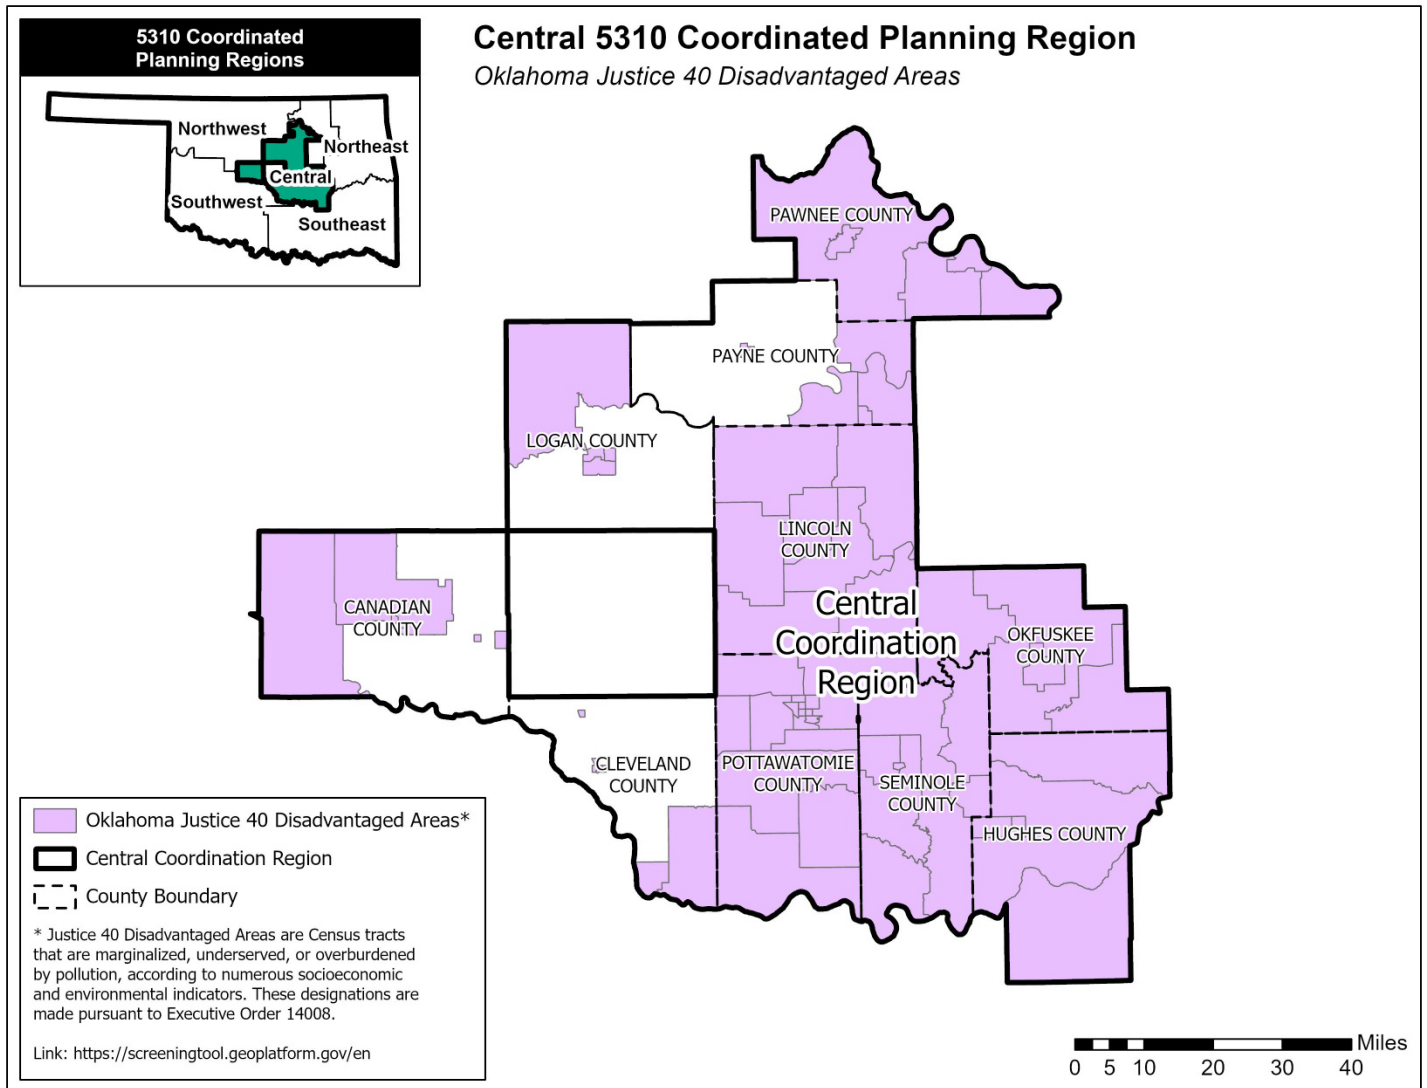 5310 Coordinated
Planning Regions
Northwest
Northeast
Central
Southwest
Southeast
Central 5310 Coordinated Planning Region
Oklahoma Justice 40 Disadvantaged Areas
PAWNEE COUNTY
PAYNE COUNTY
LOGAN COUNTY
LINCOLN
COUNTY
CANADIAN
COUNTY
Central
Coordination
Region
OKFUSKEE
COUNTY
CLEVELAND
COUNTY
POTTAWATOMIE
COUNTY
SEMINOLE
COUNTY
HUGHES COUNTY
Oklahoma Justice 40 Disadvantaged Areas*
Central Coordination Region
County Boundary
* Justice 40 Disadvantaged Areas are Census tracts
that are marginalized, underserved, or overburdened
by pollution, according to numerous socioeconomic
and environmental indicators. These designations are
made pursuant to Executive Order 14008.
Link: https://screeningtool.geoplatform.gov/en
Miles
0 5 10 20 30 40